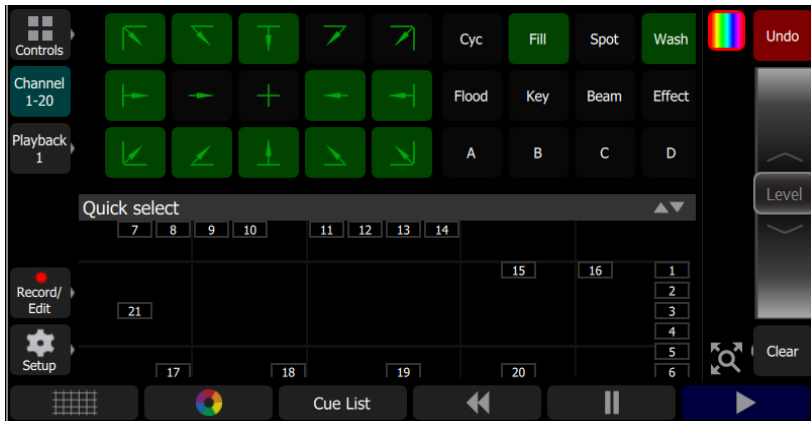 Controls
Channel
1-20
Playback
1
Record/
Edit
Setup
Cyc Fill Spot Wash
Flood Key Beam Effect
A B C D
Quick select
7 8 9 10 11 12 13 14
15 16 1
2
21 3
4
5
17 18 19 20 6
Undo
Level
Clear
Cue List